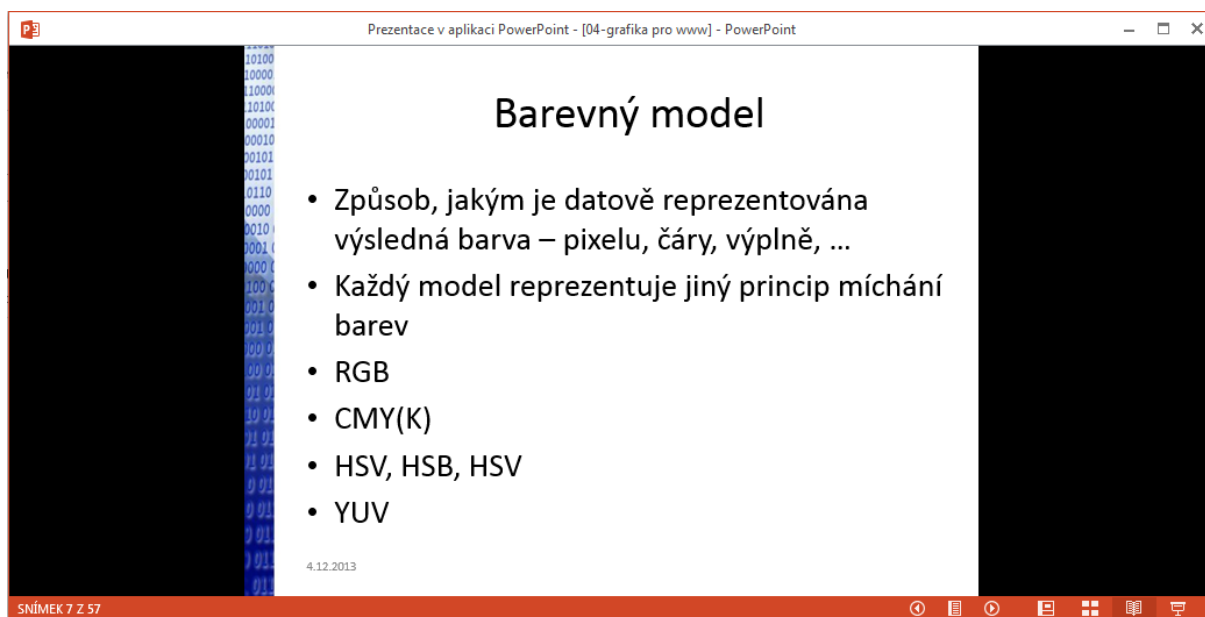 Prezentace v aplikaci PowerPoint - [04-grafika pro www] - PowerPoint
Barevný model
• Způsob, jakým je datově reprezentována
výsledná barva – pixelu, čáry, výplně, ...
• Každý model reprezentuje jiný princip míchání
barev
• RGB
• CMY(K)
• HSV, HSB, HSV
• YUV
4.12.2013
SNÍMEK 7 Z 57